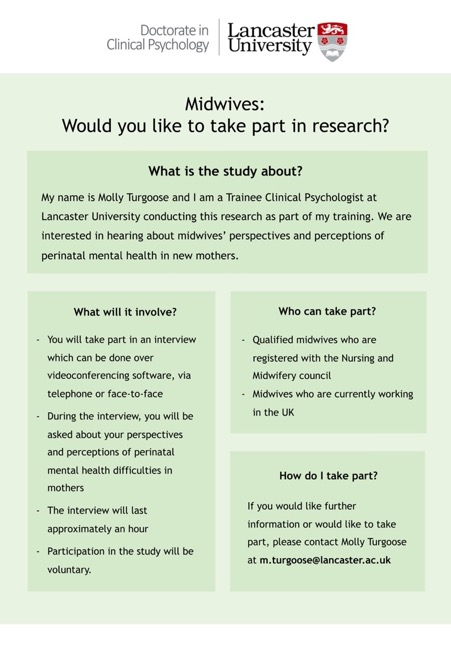 Doctorate in
Clinical Psychology
Lancaster
University
Midwives:
Would you like to take part in research?
What is the study about?
My name is Molly Turgoose and I am a Trainee Clinical Psychologist at
Lancaster University conducting this research as part of my training. We are
interested in hearing about midwives’ perspectives and perceptions of
perinatal mental health in new mothers.
What will it involve?
- You will take part in an interview
which can be done over
videoconferencing software, via
telephone or face-to-face
- During the interview, you will be
asked about your perspectives
and perceptions of perinatal
mental health difficulties in
mothers
- The interview will last
approximately an hour
- Participation in the study will be
voluntary.
Who can take part?
- Qualified midwives who are
registered with the Nursing and
Midwifery council
- Midwives who are currently working
in the UK
How do I take part?
If you would like further
information or would like to take
part, please contact Molly Turgoose
at m.turgoose@lancaster.ac.uk